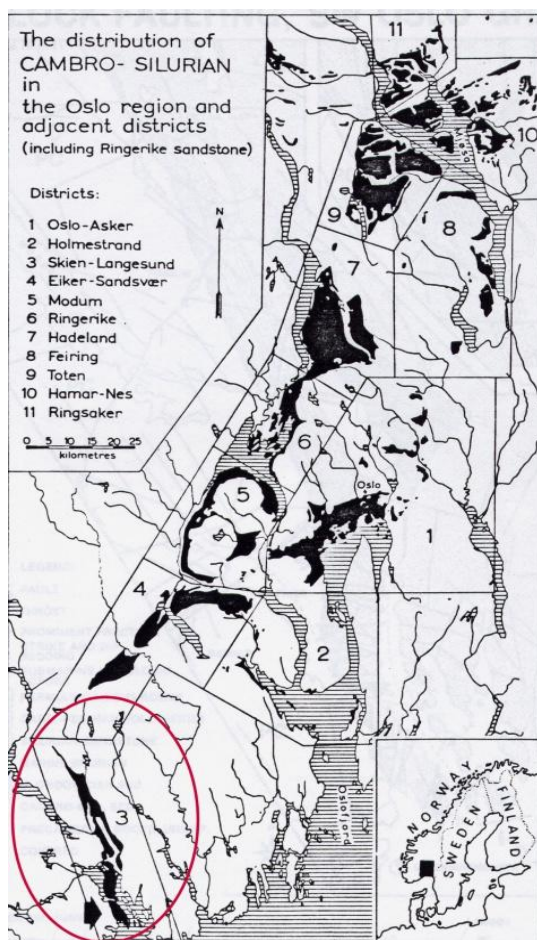 The distribution of
CAMBRO- SILURIAN
in
the Oslo region and
adjacent districts
(including Ringerike sandstone)
Districts:
1 Oslo-Asker
2 Holmestrand
3 Skien-Langesund
4 Eiker-Sandsvær
5 Modum
6 Ringerike
7 Hadeland
8 Feiring
9 Toten
10 Hamar-Nes
11 Ringsaker
N
0 5 10 15 20 25
kilometres
11
10
9
8
7
6
5
Oslo
1
4
2
3
Oslofjord
NORWAY
SWEDEN
FINLAND